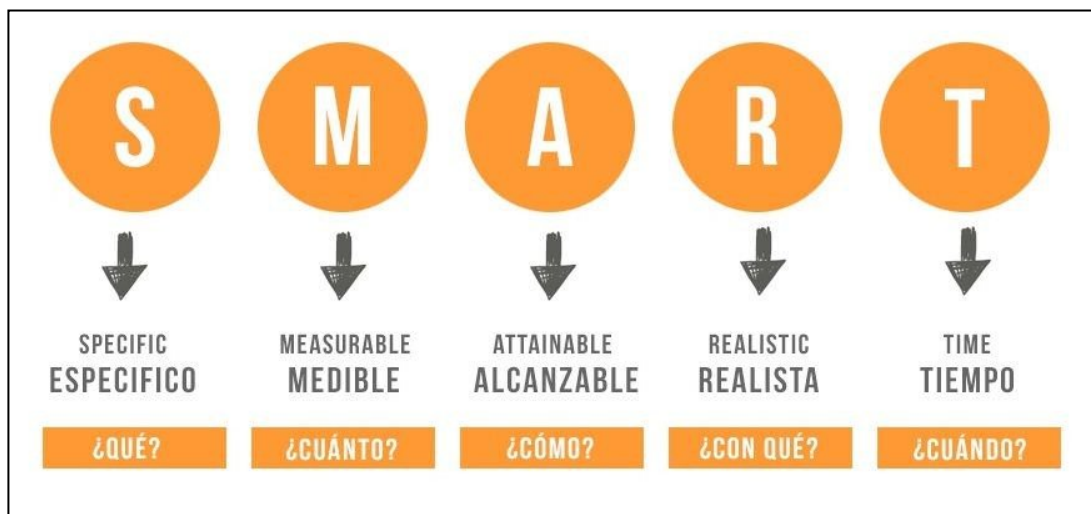 S M A R T
SPECIFIC MEASURABLE ATTAINABLE REALISTIC TIME
ESPECIFICO MEDIBLE ALCANZABLE REALISTA TIEMPO
¿QUÉ? ¿CUÁNTO? ¿CÓMO? ¿CON QUÉ? ¿CUÁNDO?